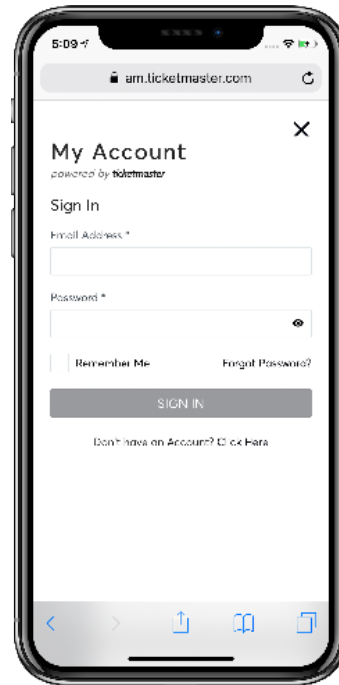 5:09
am.ticketmaster.com
My Account
powered by ticketmaster
Sign In
Email Address *
Password *
Remember Me Forgot Password?
SIGN IN
Don't have an Account? Click Here